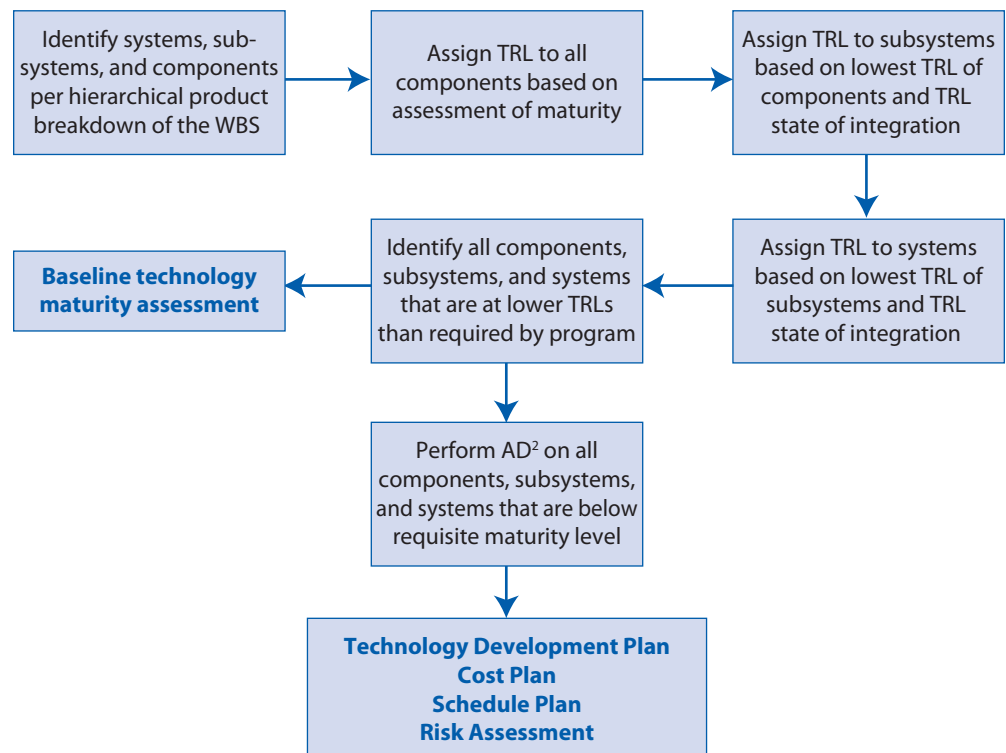 Identify systems, sub-
systems, and components
per hierarchical product
breakdown of the WBS
Assign TRL to all
components based on
assessment of maturity
Assign TRL to subsystems
based on lowest TRL of
components and TRL
state of integration
Assign TRL to systems
based on lowest TRL of
subsystems and TRL
state of integration
Identify all components,
subsystems, and systems
that are at lower TRLs
than required by program
Baseline technology
maturity assessment
Perform AD² on all
components, subsystems,
and systems that are below
requisite maturity level
Technology Development Plan
Cost Plan
Schedule Plan
Risk Assessment